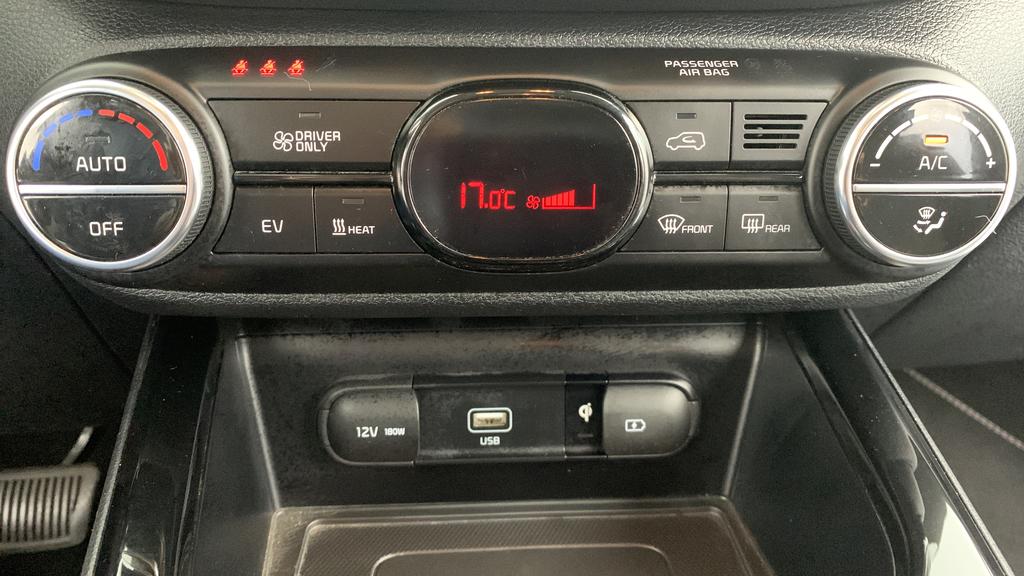 PASSENGER
AIR BAG
DRIVER
ONLY
AUTO
OFF
EV
HEAT
17.0°C
FRONT
REAR
- A/C +
12V 180W
USB